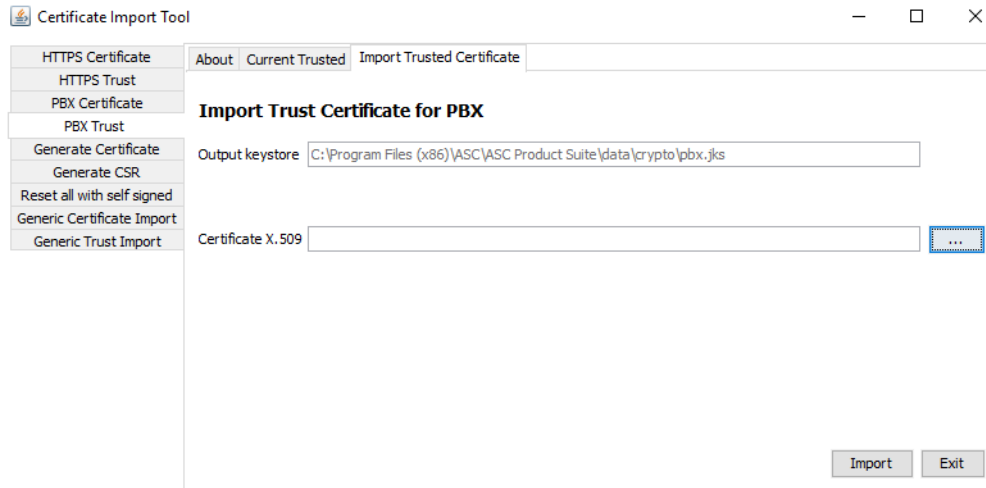 Certificate Import Tool
HTTPS Certificate
HTTPS Trust
PBX Certificate
PBX Trust
Generate Certificate
Generate CSR
Reset all with self signed
Generic Certificate Import
Generic Trust Import
About Current Trusted Import Trusted Certificate
Import Trust Certificate for PBX
Output keystore C:\Program Files (x86)\ASC\ASC Product Suite\data\crypto\pbx.jks
Certificate X.509 ...
Import Exit